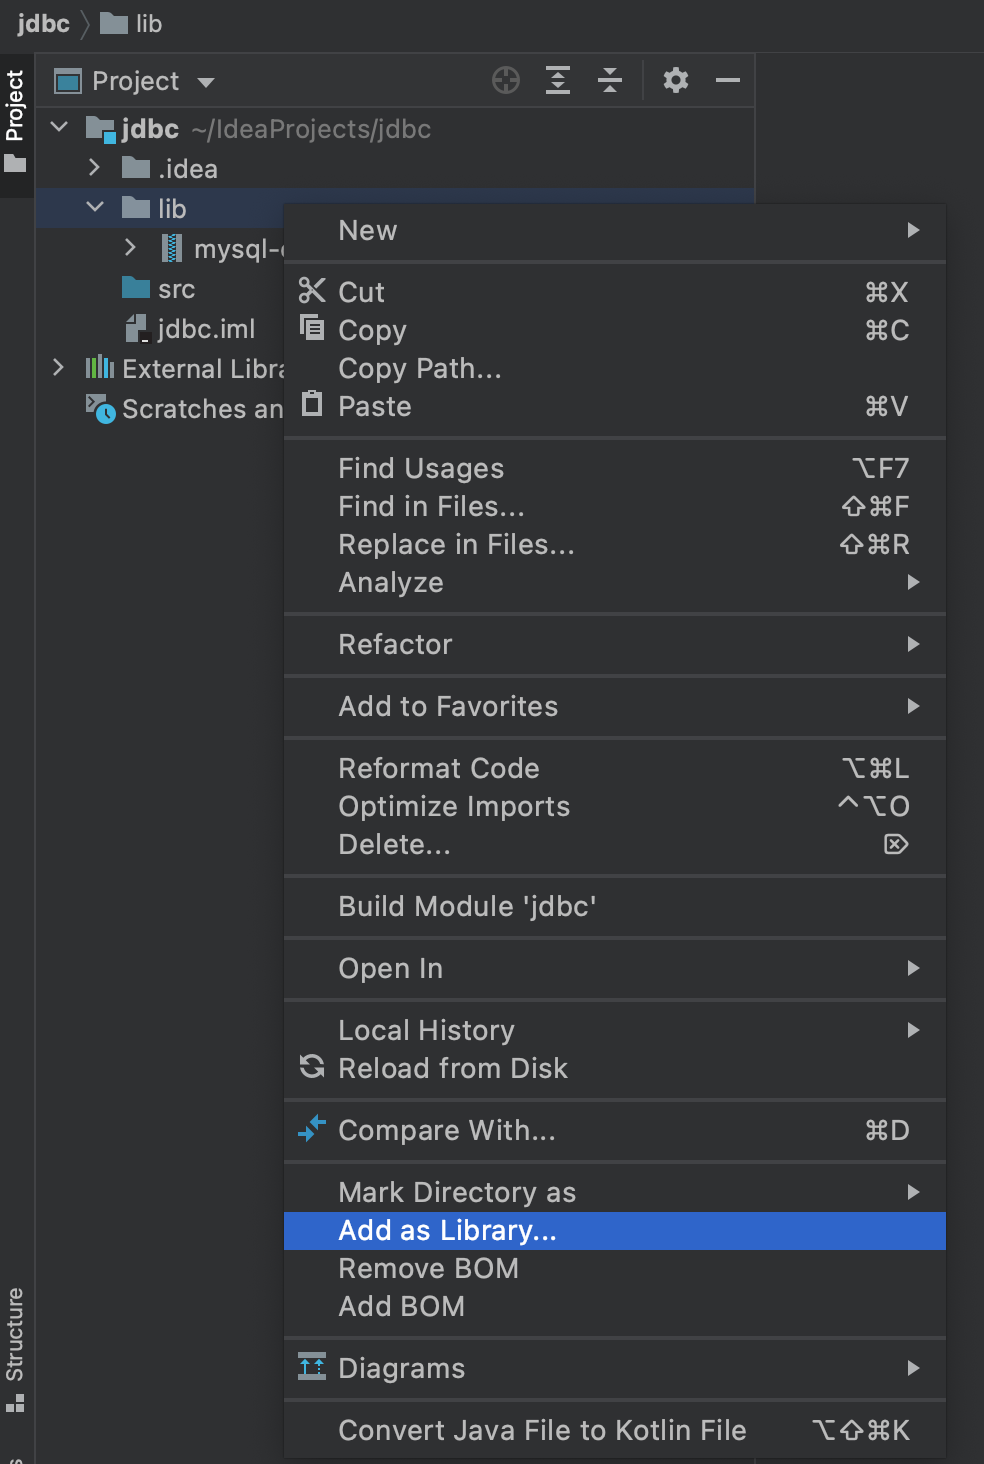 jdbc lib
Project
Project
jdbc ~/IdeaProjects/jdbc
.idea
lib
mysql-
src
jdbc.iml
External Libra
Scratches an
New
Cut ⌘X
Copy ⌘C
Copy Path...
Paste ⌘V
Find Usages ⌥F7
Find in Files... ⇧⌘F
Replace in Files... ⇧⌘R
Analyze
Refactor
Add to Favorites
Reformat Code ⌥⌘L
Optimize Imports ^⌥O
Delete... ⌦
Build Module 'jdbc'
Open In
Local History
Reload from Disk
Compare With... ⌘D
Mark Directory as
Add as Library...
Remove BOM
Add BOM
Diagrams
Convert Java File to Kotlin File ⌥⇧⌘K
Structure